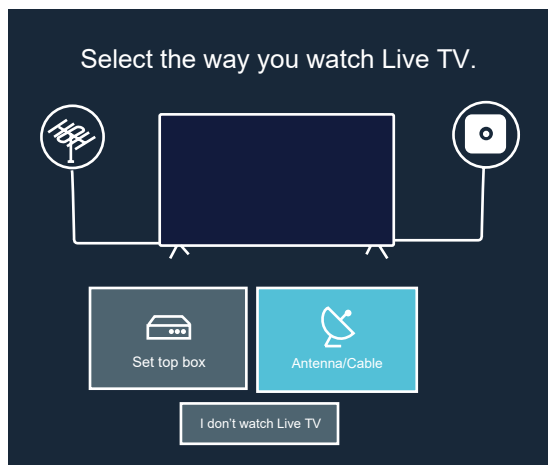 Select the way you watch Live TV.
Set top box
Antenna/Cable
I don't watch Live TV